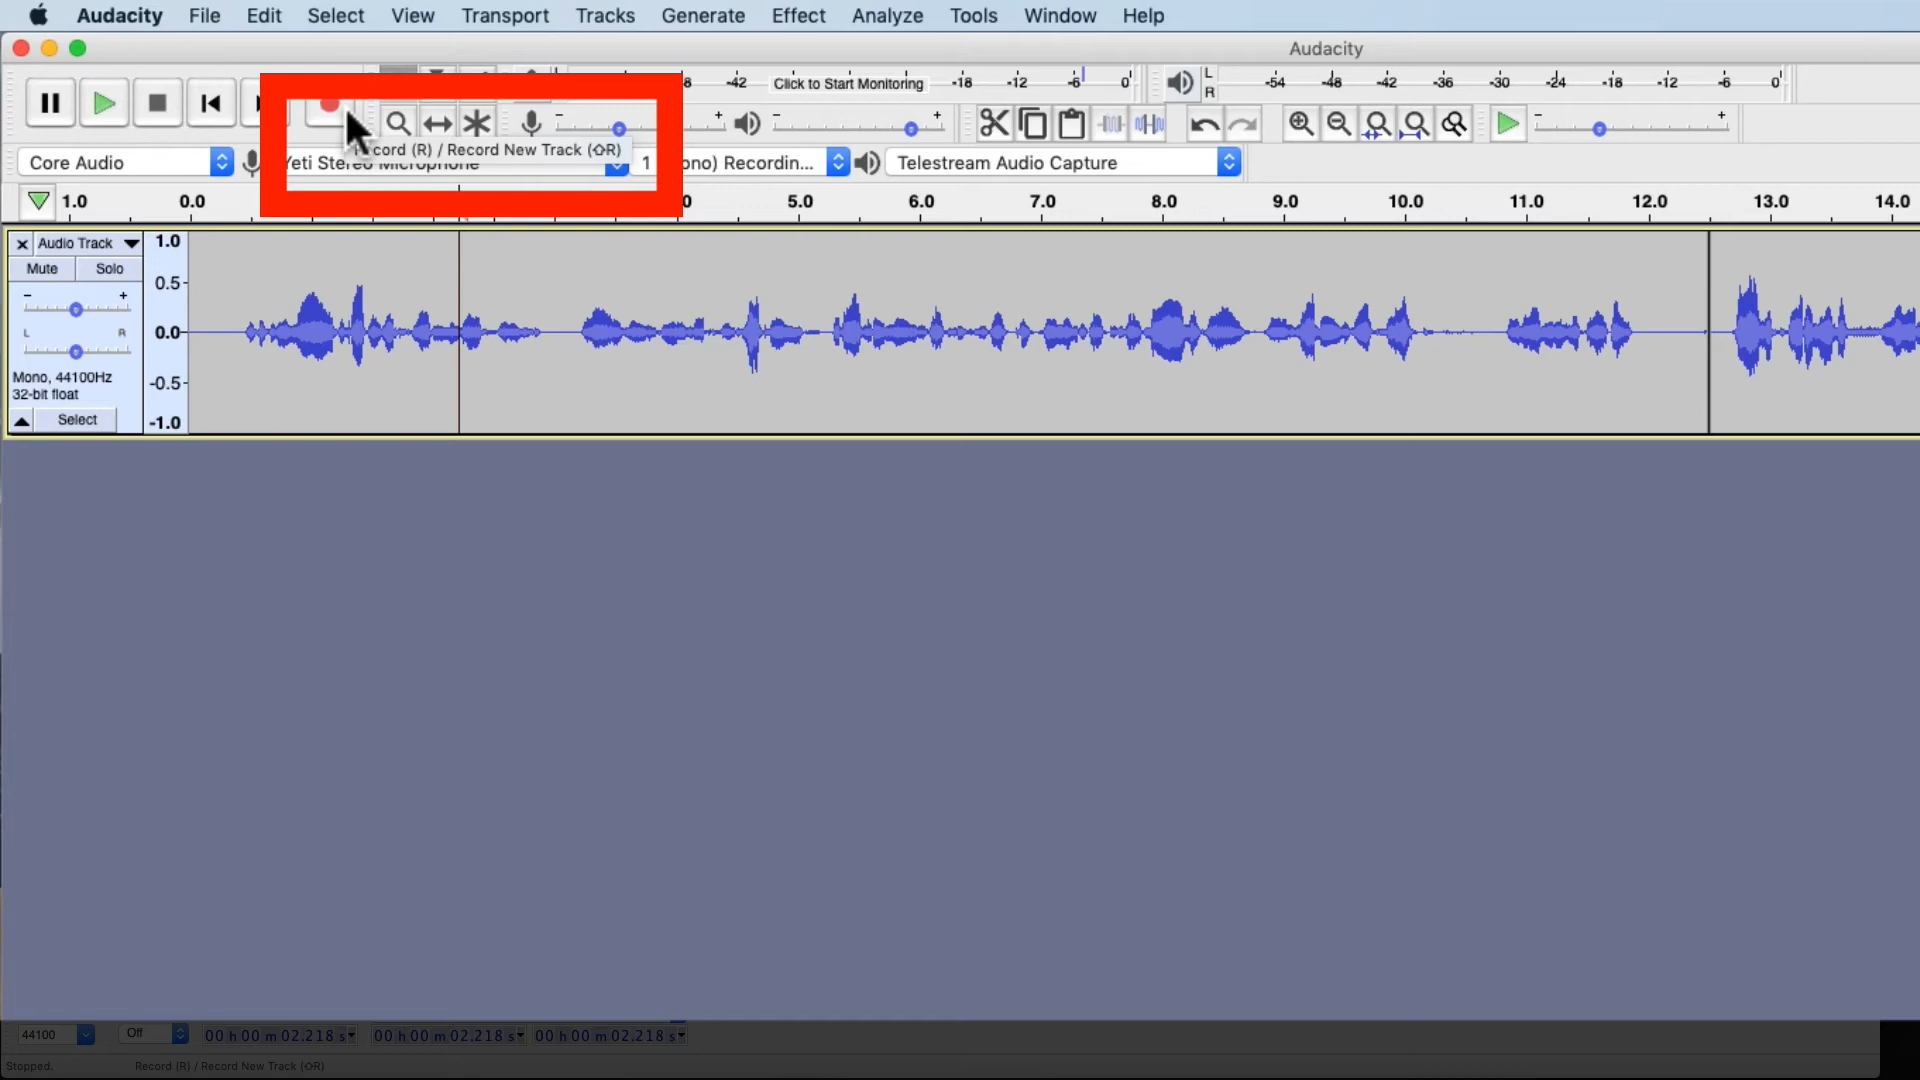 Audacity File Edit Select View Transport Tracks Generate Effect Analyze Tools Window Help
Audacity
-42 Click to Start Monitoring -18 -12 -6 0 L R -54 -48 -42 -36 -30 -24 -18 -12 -6 0
Record (R) / Record New Track (⇧R)
Core Audio Yeti Stereo Microphone 1 ono) Recordin... Telestream Audio Capture
1.0 0.0 5.0 6.0 7.0 8.0 9.0 10.0 11.0 12.0 13.0 14.0
Audio Track 1.0
Mute Solo
0.5
L R
0.0
Mono, 44100Hz
32-bit float
-0.5
Select
-1.0
44100 Off 00 h 00 m 02.218 s 00 h 00 m 02.218 s 00 h 00 m 02.218 s
Stopped. Record (R) / Record New Track (⇧R)